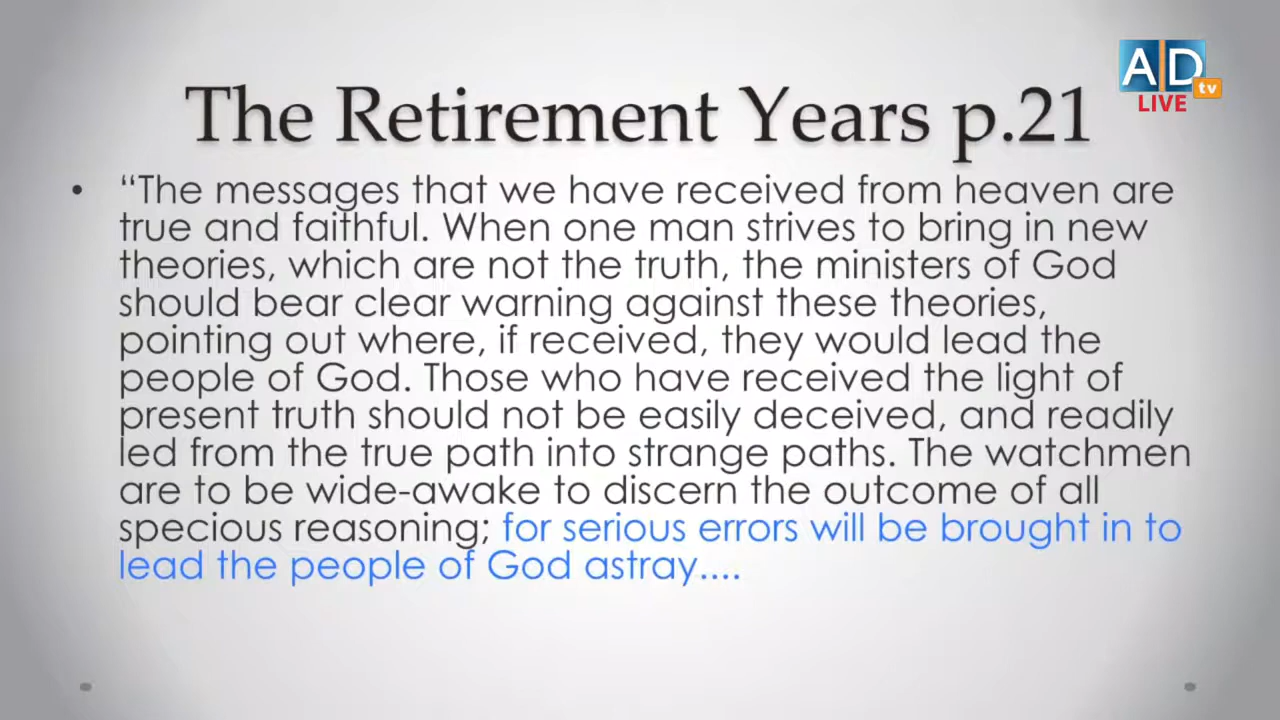 A|D
tv
LIVE
The Retirement Years p.21
• “The messages that we have received from heaven are
true and faithful. When one man strives to bring in new
theories, which are not the truth, the ministers of God
should bear clear warning against these theories,
pointing out where, if received, they would lead the
people of God. Those who have received the light of
present truth should not be easily deceived, and readily
led from the true path into strange paths. The watchmen
are to be wide-awake to discern the outcome of all
specious reasoning; for serious errors will be brought in to
lead the people of God astray....